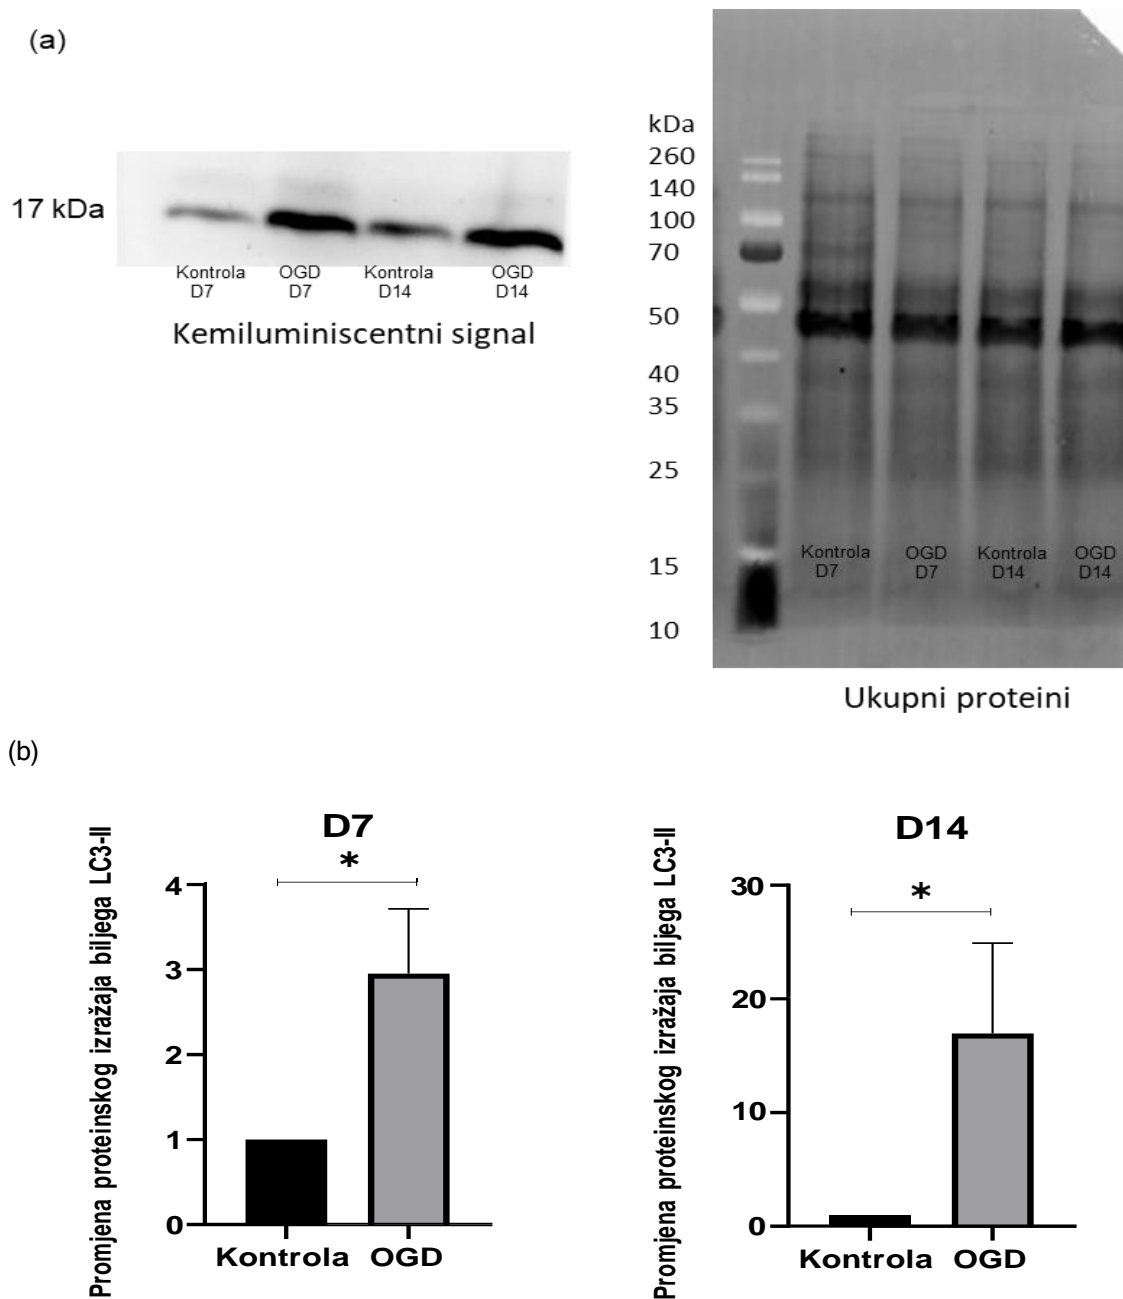 (a)
17 kDa
Kontrola OGD Kontrola OGD
D7 D7 D14 D14
Kemiluminiscentni signal
kDa
260
140
100
70
50
40
35
25
15
10
Kontrola OGD Kontrola OGD
D7 D7 D14 D14
Ukupni proteini
(b)
D7
*
Promjena proteinskog izražaja biljega LC3-II
4
3
2
1
0
Kontrola OGD
D14
*
Promjena proteinskog izražaja biljega LC3-II
30
20
10
0
Kontrola OGD